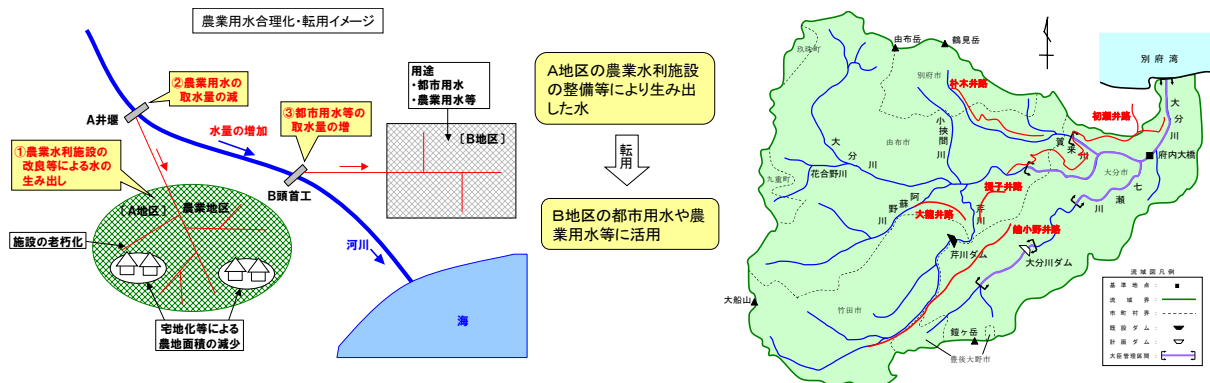 農業用水合理化・転用イメージ
②農業用水の
取水量の減
A井堰
水量の増加
①農業水利施設の
改良等による水の
生み出し
③都市用水等の
取水量の増
B頭首工
用途
・都市用水
・農業用水等
[B地区]
[A地区]
農業地区
施設の老朽化
宅地化等による
農地面積の減少
河川
海
A地区の農業水利施設
の整備等により生み出
した水
転用
B地区の都市用水や農
業用水等に活用
玖珠町
由布岳
鶴見岳
別府市
別府湾
朴木井路
初瀬井路
大分川
小挟間川
賀来川
府内大橋
由布市
大分市
大分川
花合野川
九重町
阿蘇野川
提子井路
芹川
七瀬川
大龍井路
鑰小野井路
芹川ダム
大分川ダム
大船山
竹田市
鎧ヶ岳
豊後大野市
流域図凡例
基準地点：
流域界：
市町村界：
既設ダム：
計画ダム：
大臣管理区間：